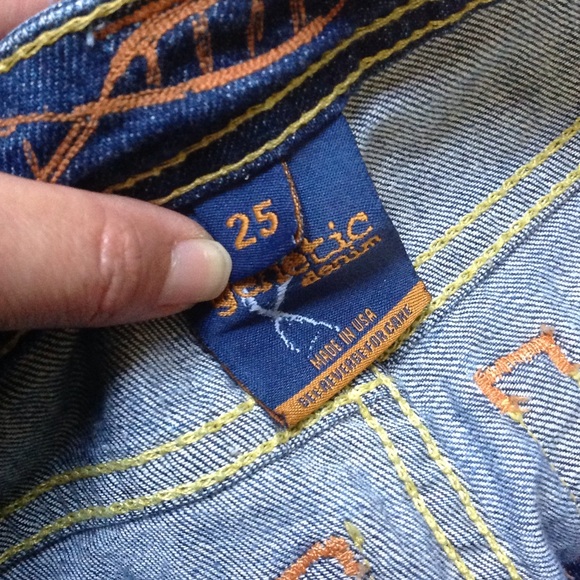 25
genetic
denim
MADE IN USA
SEE REVERSE FOR CARE